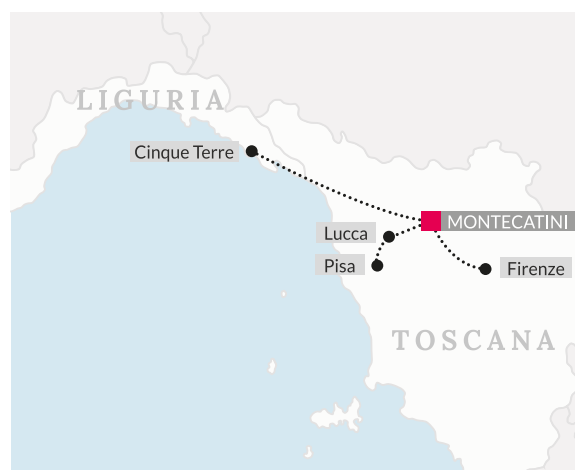 LIGURIA
Cinque Terre
MONTECATINI
Lucca
Pisa
Firenze
TOSCANA